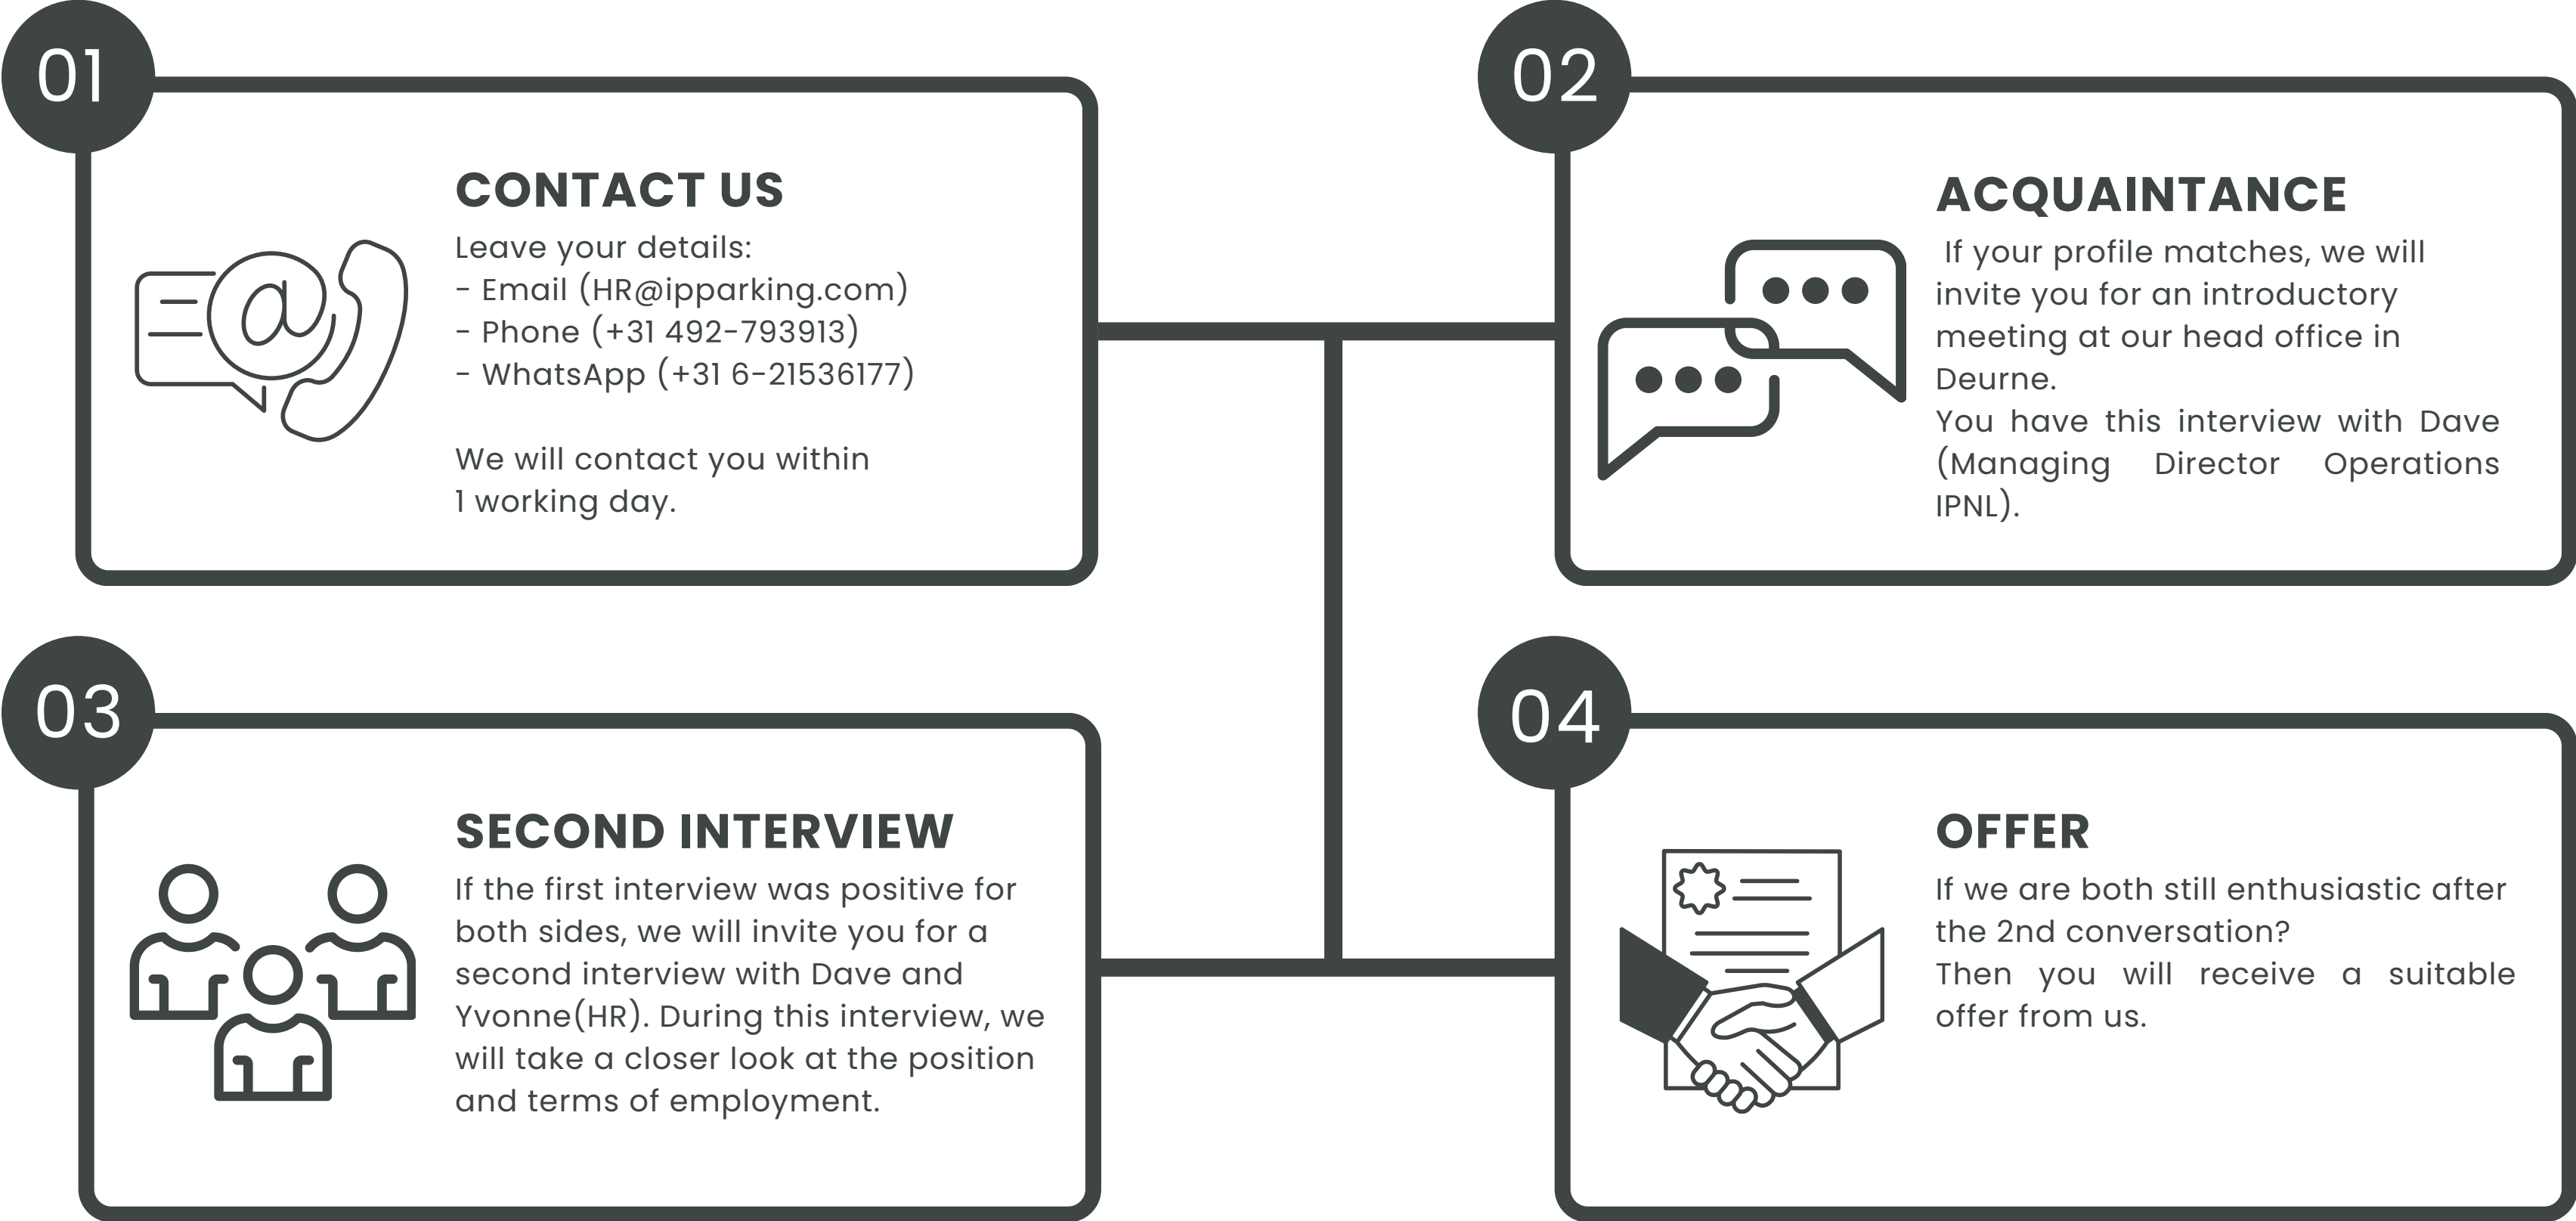 01
CONTACT US
Leave your details:
- Email (HR@ipparking.com)
- Phone (+31 492-793913)
- WhatsApp (+31 6-21536177)
We will contact you within
1 working day.
02
ACQUAINTANCE
If your profile matches, we will
invite you for an introductory
meeting at our head office in
Deurne.
You have this interview with Dave
(Managing Director Operations
IPNL).
03
SECOND INTERVIEW
If the first interview was positive for
both sides, we will invite you for a
second interview with Dave and
Yvonne(HR). During this interview, we
will take a closer look at the position
and terms of employment.
04
OFFER
If we are both still enthusiastic after
the 2nd conversation?
Then you will receive a suitable
offer from us.